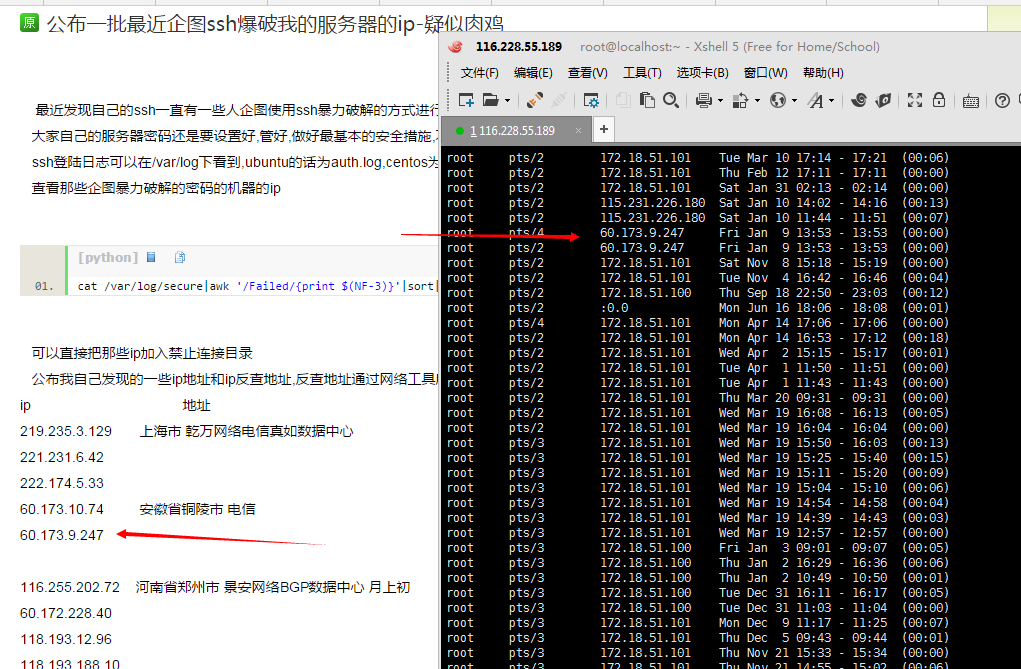 原 公布一批最近企图ssh爆破我的服务器的ip-疑似肉鸡
最近发现自己的ssh一直有一些人企图使用ssh暴力破解的方式进行
大家自己的服务器密码还是要设置好,管好,做好最基本的安全措施,
ssh登陆日志可以在/var/log下看到,ubuntu的话为auth.log,centos为
查看那些企图暴力破解的密码的机器的ip
[python]
01. cat /var/log/secure|awk '/Failed/{print $(NF-3)}'|sort|
可以直接把那些ip加入禁止连接目录
公布我自己发现的一些ip地址和ip反查地址,反查地址通过网络工具
ip 地址
219.235.3.129 上海市 乾万网络电信真如数据中心
221.231.6.42
222.174.5.33
60.173.10.74 安徽省铜陵市 电信
60.173.9.247
116.255.202.72 河南省郑州市 景安网络BGP数据中心 月上初
60.172.228.40
118.193.12.96
118.193.188.10
116.228.55.189 root@localhost:~ - Xshell 5 (Free for Home/School)
文件(F) 编辑(E) 查看(V) 工具(T) 选项卡(B) 窗口(W) 帮助(H)
1 116.228.55.189 × +
root pts/2 172.18.51.101 Tue Mar 10 17:14 - 17:21 (00:06)
root pts/2 172.18.51.101 Thu Feb 12 17:11 - 17:11 (00:00)
root pts/2 172.18.51.101 Sat Jan 31 02:13 - 02:14 (00:00)
root pts/2 115.231.226.180 Sat Jan 10 14:02 - 14:16 (00:13)
root pts/2 115.231.226.180 Sat Jan 10 11:44 - 11:51 (00:07)
root pts/4 60.173.9.247 Fri Jan 9 13:53 - 13:53 (00:00)
root pts/2 60.173.9.247 Fri Jan 9 13:53 - 13:53 (00:00)
root pts/2 172.18.51.101 Sat Nov 8 15:18 - 15:19 (00:00)
root pts/2 172.18.51.101 Tue Nov 4 16:42 - 16:46 (00:04)
root pts/2 172.18.51.100 Thu Sep 18 22:50 - 23:03 (00:12)
root pts/2 :0.0 Mon Jun 16 18:06 - 18:08 (00:01)
root pts/4 172.18.51.101 Mon Apr 14 17:06 - 17:06 (00:00)
root pts/2 172.18.51.101 Mon Apr 14 16:53 - 17:12 (00:18)
root pts/2 172.18.51.101 Wed Apr 2 15:15 - 15:17 (00:01)
root pts/2 172.18.51.101 Tue Apr 1 11:50 - 11:51 (00:00)
root pts/2 172.18.51.101 Tue Apr 1 11:43 - 11:43 (00:00)
root pts/2 172.18.51.101 Thu Mar 20 09:31 - 09:31 (00:00)
root pts/2 172.18.51.101 Wed Mar 19 16:08 - 16:13 (00:05)
root pts/2 172.18.51.101 Wed Mar 19 16:04 - 16:04 (00:00)
root pts/3 172.18.51.101 Wed Mar 19 15:50 - 16:03 (00:13)
root pts/3 172.18.51.101 Wed Mar 19 15:25 - 15:40 (00:15)
root pts/3 172.18.51.101 Wed Mar 19 15:11 - 15:20 (00:09)
root pts/3 172.18.51.101 Wed Mar 19 15:04 - 15:10 (00:06)
root pts/3 172.18.51.101 Wed Mar 19 14:54 - 14:58 (00:04)
root pts/3 172.18.51.101 Wed Mar 19 14:39 - 14:43 (00:03)
root pts/3 172.18.51.101 Wed Mar 19 12:57 - 12:57 (00:00)
root pts/3 172.18.51.100 Fri Jan 3 09:01 - 09:07 (00:05)
root pts/3 172.18.51.100 Thu Jan 2 16:29 - 16:36 (00:06)
root pts/3 172.18.51.100 Thu Jan 2 10:49 - 10:50 (00:01)
root pts/3 172.18.51.100 Tue Dec 31 16:11 - 16:17 (00:05)
root pts/3 172.18.51.100 Tue Dec 31 11:03 - 11:04 (00:00)
root pts/3 172.18.51.101 Mon Dec 9 11:17 - 11:25 (00:07)
root pts/3 172.18.51.101 Thu Dec 5 09:43 - 09:44 (00:01)
root pts/3 172.18.51.101 Thu Nov 21 15:33 - 15:34 (00:00)
root pts/3 172.18.51.101 Thu Nov 21 14:55 - 15:02 (00:06)